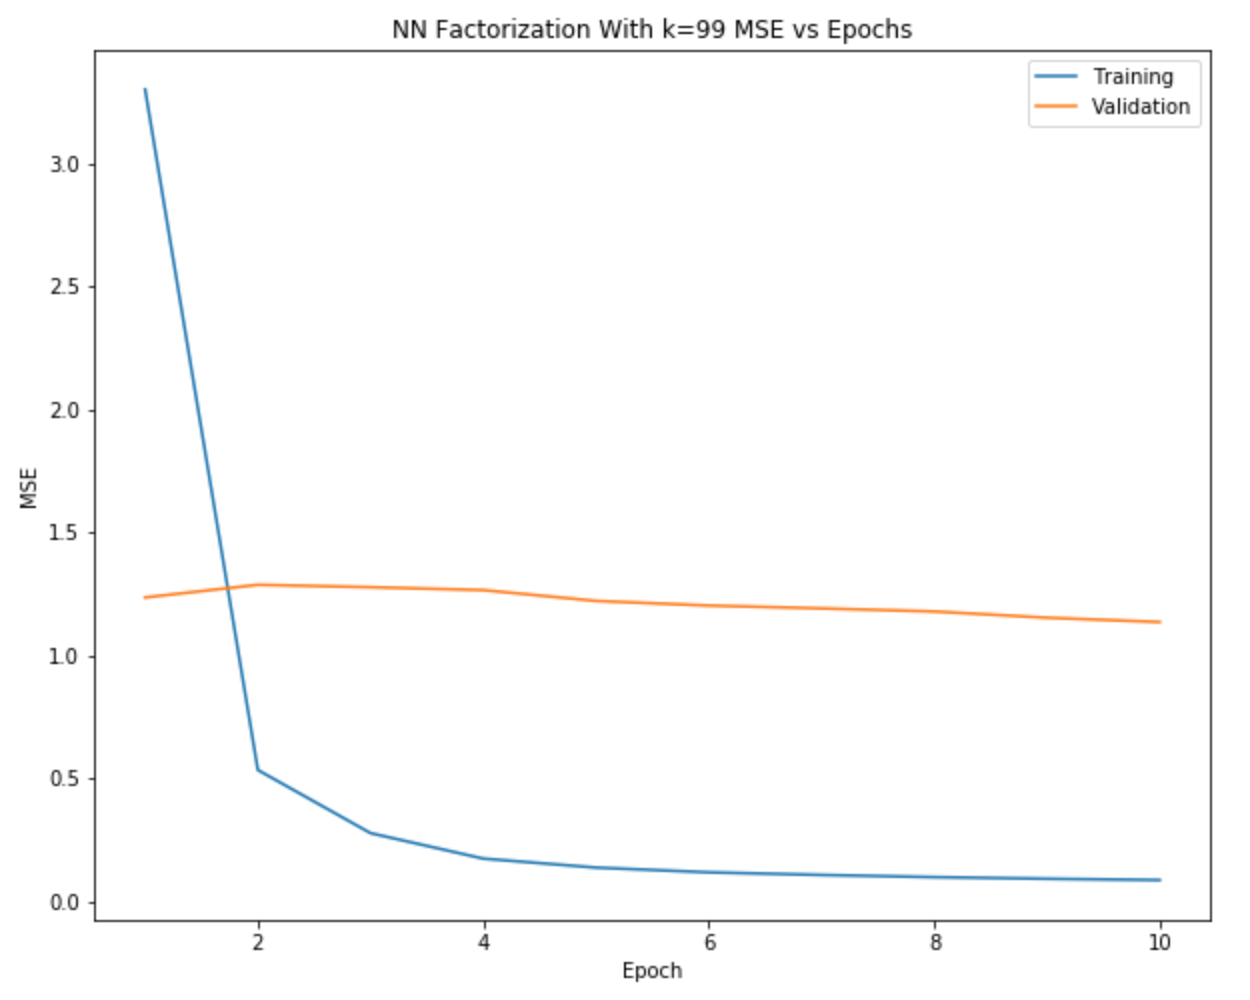 NN Factorization With k=99 MSE vs Epochs
Training
Validation
3.0
2.5
2.0
1.5
1.0
0.5
0.0
MSE
2 4 6 8 10
Epoch